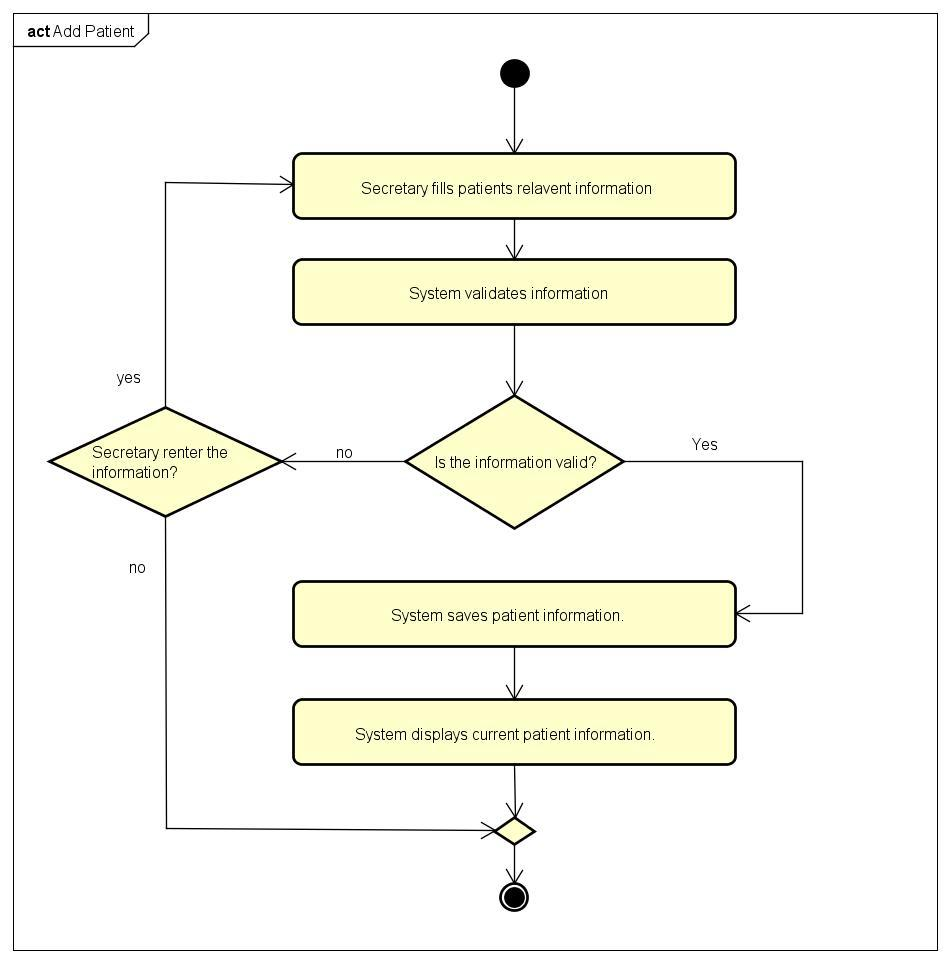 act Add Patient
Secretary fills patients relavent information
System validates information
yes
Secretary renter the
information?
no
Is the information valid?
Yes
no
System saves patient information.
System displays current patient information.